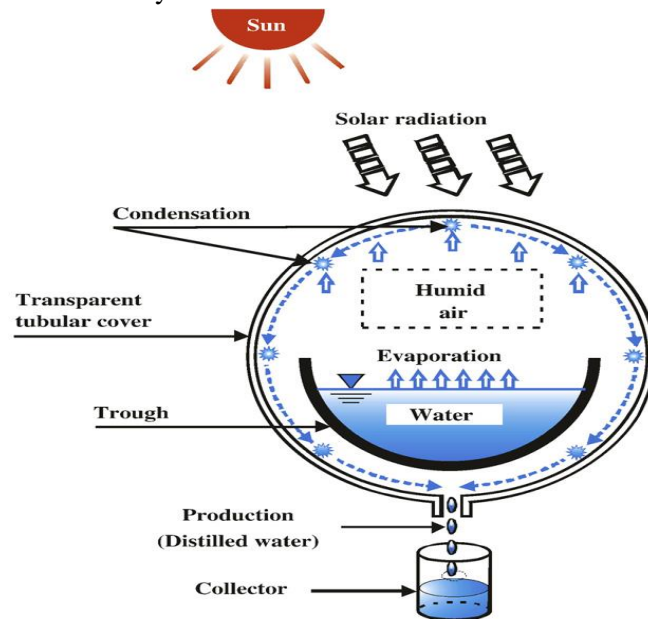 Sun
Solar radiation
Condensation
Humid
air
Transparent
tubular cover
Evaporation
Trough
Water
Production
(Distilled water)
Collector